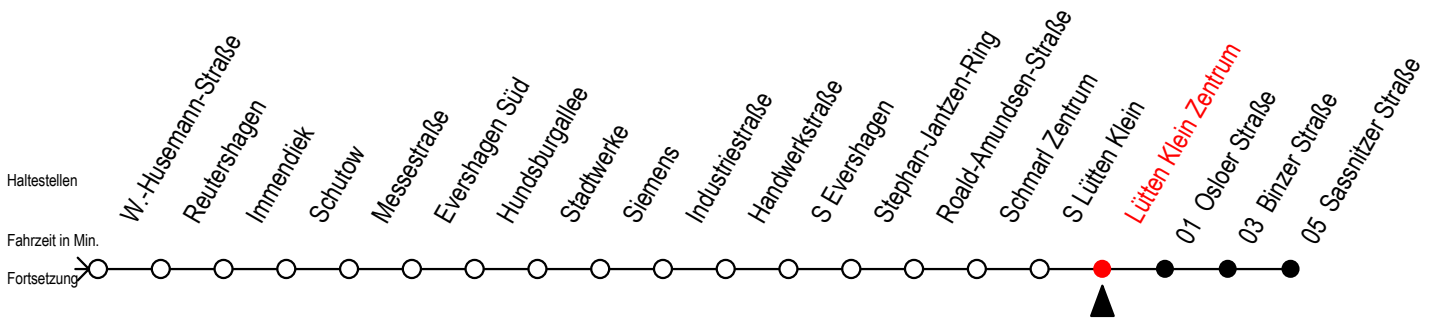 Haltestellen
Fahrzeit in Min.
Fortsetzung
W.-Husemann-Straße
Reutershagen
Immendiek
Schutow
Messestraße
Evershagen Süd
Hundsburgallee
Stadtwerke
Siemens
Industriestraße
Handwerkstraße
S Evershagen
Stephan-Jantzen-Ring
Roald-Amundsen-Straße
Schmarl Zentrum
S Lütten Klein
Lütten Klein Zentrum
01 Osloer Straße
03 Binzer Straße
05 Sassnitzer Straße